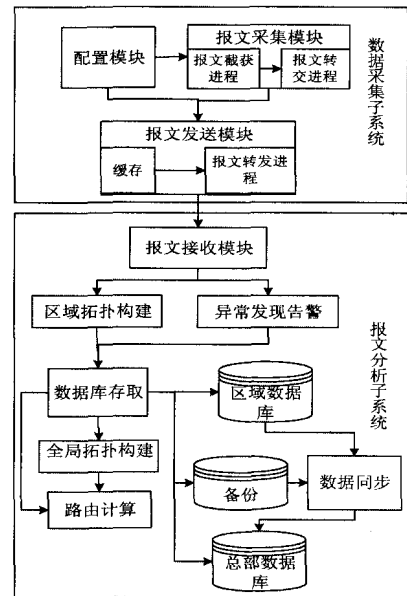 配置模块
报文采集模块
报文截获
进程
报文转
交进程
数据采集子系统
报文发送模块
缓存
报文转发进
程
报文接收模块
区域拓扑构建
异常发现告警
报文分析子系统
数据库存取
区域数据
库
全局拓扑构建
备份
数据同步
路由计算
总部数据
库